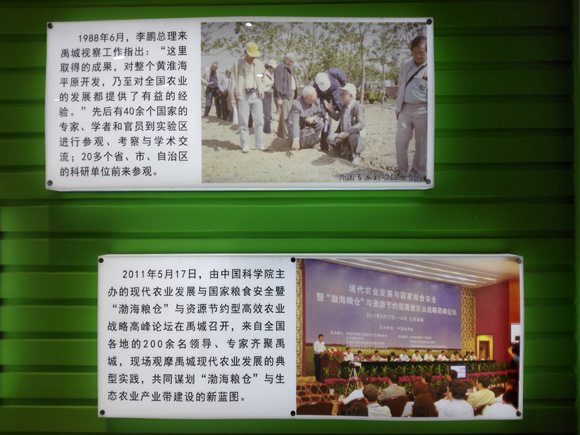 1988年6月，李鹏总理来
禹城视察工作指出：“这里
取得的成果，对整个黄淮海
平原开发，乃至对全国农业
的发展都提供了有益的经
验。”先后有40余个国家的
专家、学者和官员到实验区
进行参观、考察与学术交
流；20多个省、市、自治区
的科研单位前来参观。
外国专家到项目
2011年5月17日，由中国科学院主
办的现代农业发展与国家粮食安全暨
“渤海粮仓”与资源节约型高效农业
战略高峰论坛在禹城召开，来自全国
各地的200余名领导、专家齐聚禹
城，现场观摩禹城现代农业发展的典
型实践，共同谋划“渤海粮仓”与生
态农业产业带建设的新蓝图。
现代农业发展与国家粮食安全
暨“渤海粮仓”与资源节约型高效农业战略高峰论坛